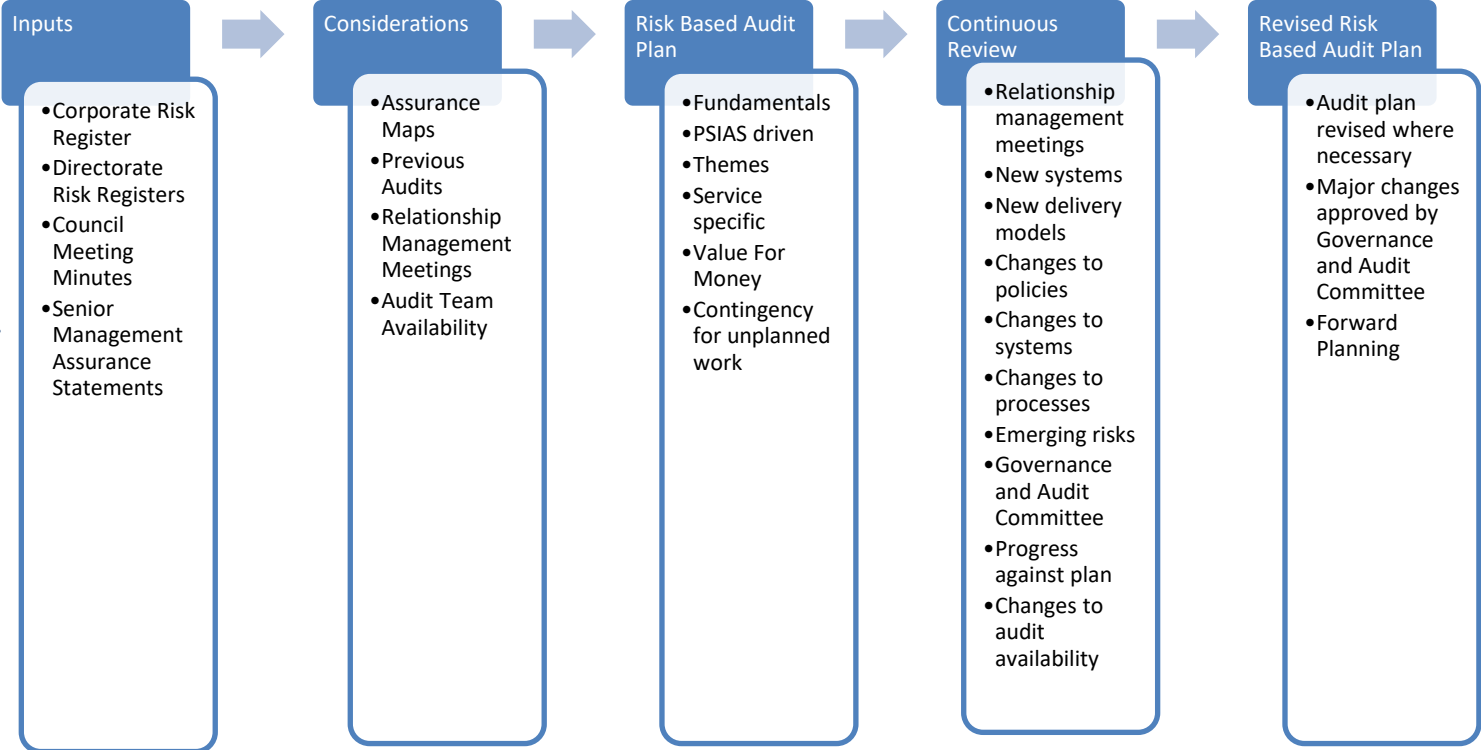 Inputs
•Corporate Risk
Register
•Directorate
Risk Registers
•Council
Meeting
Minutes
•Senior
Management
Assurance
Statements
Considerations
•Assurance
Maps
•Previous
Audits
•Relationship
Management
Meetings
•Audit Team
Availability
Risk Based Audit
Plan
•Fundamentals
•PSIAS driven
•Themes
•Service
specific
•Value For
Money
•Contingency
for unplanned
work
Continuous
Review
•Relationship
management
meetings
•New systems
•New delivery
models
•Changes to
policies
•Changes to
systems
•Changes to
processes
•Emerging risks
•Governance
and Audit
Committee
•Progress
against plan
•Changes to
audit
availability
Revised Risk
Based Audit Plan
•Audit plan
revised where
necessary
•Major changes
approved by
Governance
and Audit
Committee
•Forward
Planning